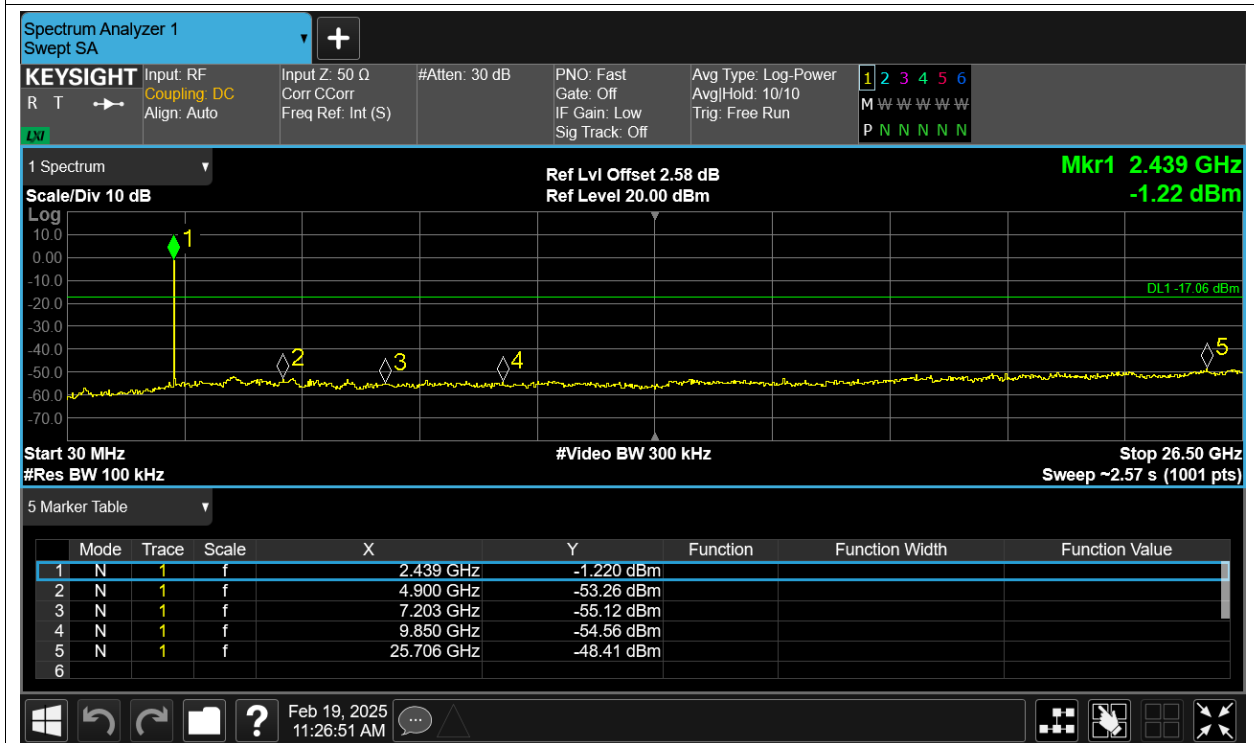 Spectrum Analyzer 1
Swept SA
KEYSIGHT
R T
LXI
Input: RF
Coupling: DC
Align: Auto
Input Z: 50 Ω
Corr CCorr
Freq Ref: Int (S)
#Atten: 30 dB
PNO: Fast
Gate: Off
IF Gain: Low
Sig Track: Off
Avg Type: Log-Power
Avg|Hold: 10/10
Trig: Free Run
1 2 3 4 5 6
M W W W W W
P N N N N N
1 Spectrum
Scale/Div 10 dB
Ref Lvl Offset 2.58 dB
Ref Level 20.00 dBm
Mkr1 2.439 GHz
-1.22 dBm
Log
10.0
0.00
-10.0
-20.0
-30.0
-40.0
-50.0
-60.0
-70.0
1
2
3
4
5
DL1 -17.06 dBm
Start 30 MHz
#Res BW 100 kHz
#Video BW 300 kHz
Stop 26.50 GHz
Sweep ~2.57 s (1001 pts)
5 Marker Table
Mode Trace Scale X Y Function Function Width Function Value
1 N 1 f 2.439 GHz -1.220 dBm
2 N 1 f 4.900 GHz -53.26 dBm
3 N 1 f 7.203 GHz -55.12 dBm
4 N 1 f 9.850 GHz -54.56 dBm
5 N 1 f 25.706 GHz -48.41 dBm
6
?
Feb 19, 2025
11:26:51 AM